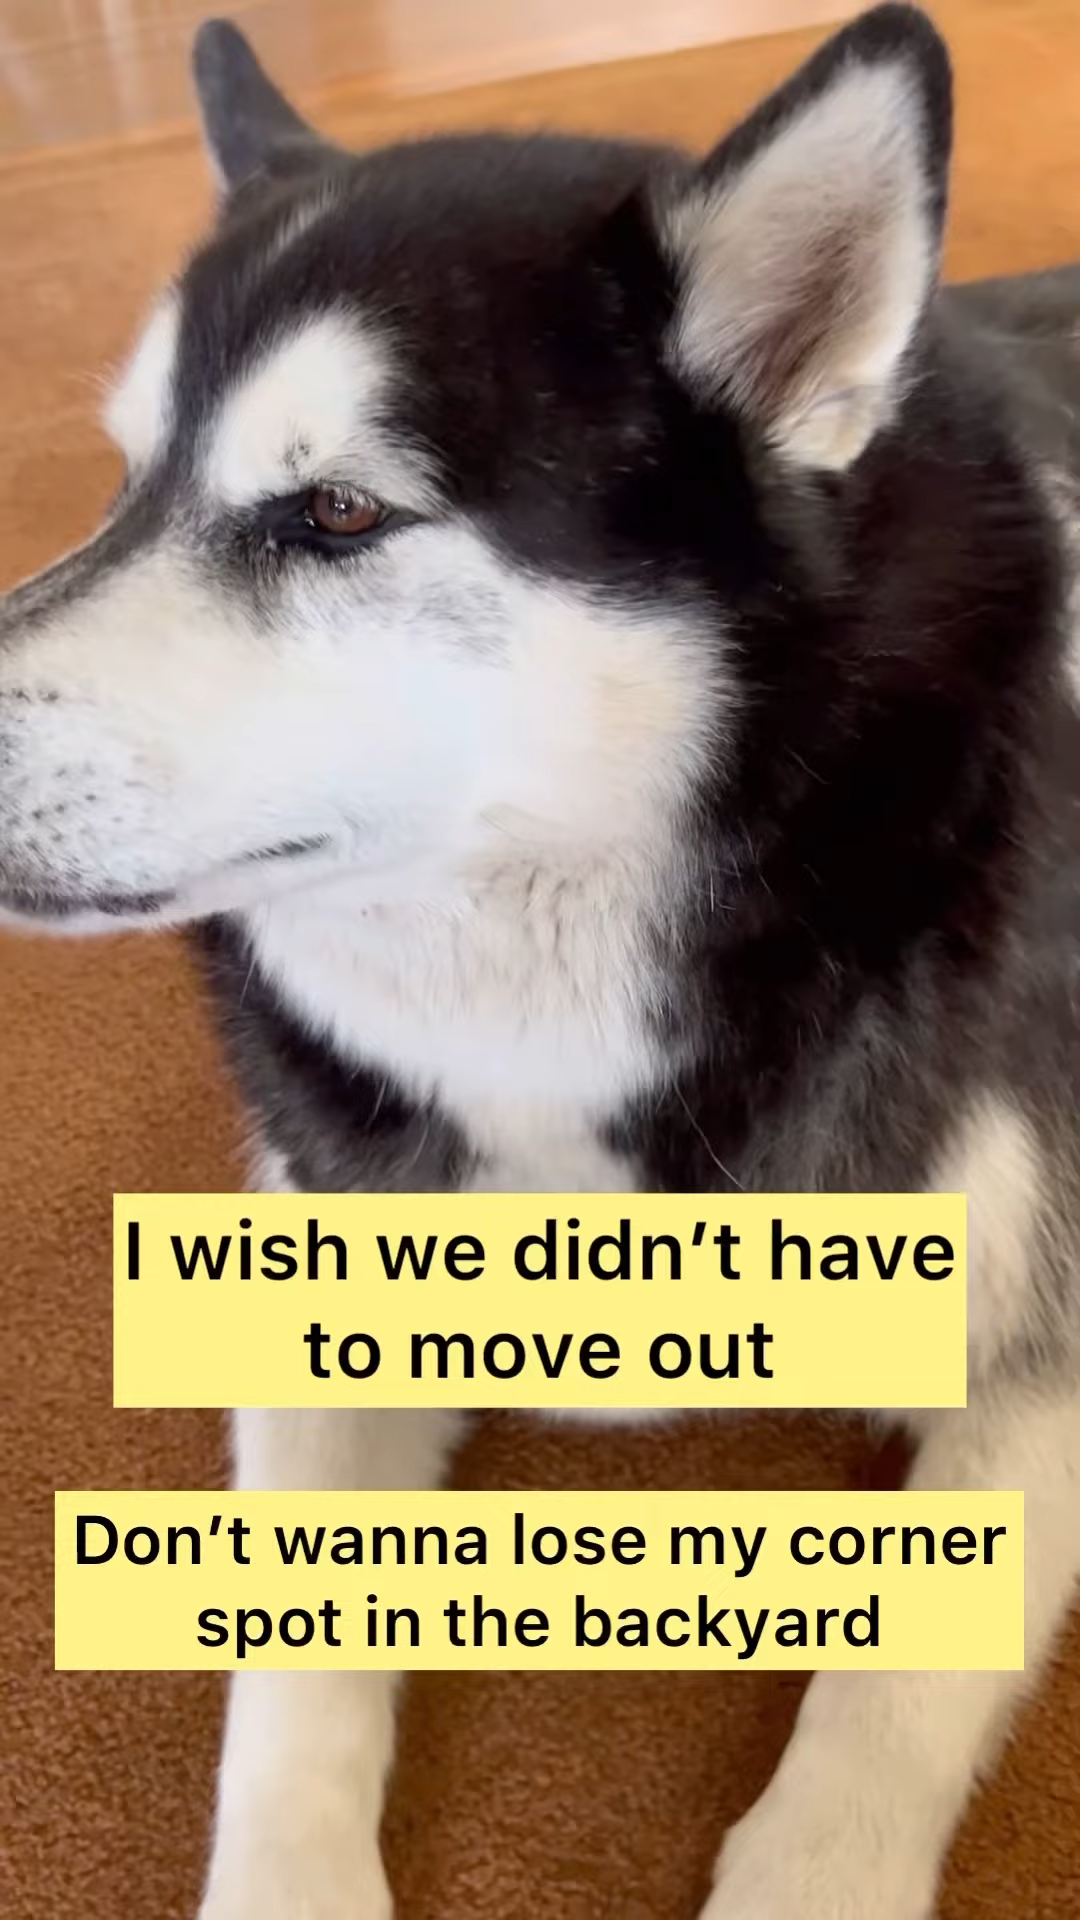 I wish we didn’t have
to move out
Don’t wanna lose my corner
spot in the backyard